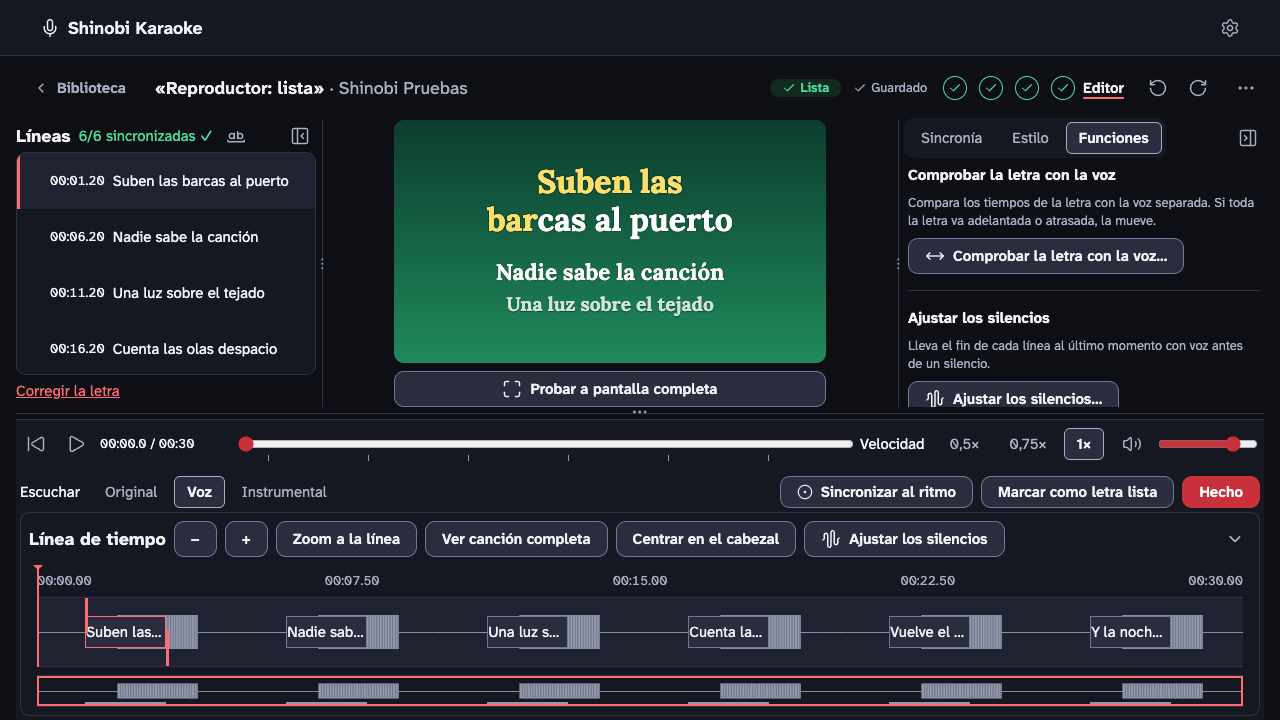 Shinobi Karaoke
Biblioteca
«Reproductor: lista» · Shinobi Pruebas
Lista
Guardado
Editor
Líneas
6/6 sincronizadas
ab
00:01.20 Suben las barcas al puerto
00:06.20 Nadie sabe la canción
00:11.20 Una luz sobre el tejado
00:16.20 Cuenta las olas despacio
Corregir la letra
Suben las
barcas al puerto
Nadie sabe la canción
Una luz sobre el tejado
Probar a pantalla completa
Sincronía
Estilo
Funciones
Comprobar la letra con la voz
Compara los tiempos de la letra con la voz separada. Si toda
la letra va adelantada o atrasada, la mueve.
Comprobar la letra con la voz...
Ajustar los silencios
Lleva el fin de cada línea al último momento con voz antes
de un silencio.
Ajustar los silencios...
00:00.0 / 00:30
Velocidad
0,5×
0,75×
1×
Escuchar
Original
Voz
Instrumental
Sincronizar al ritmo
Marcar como letra lista
Hecho
Línea de tiempo
−
+
Zoom a la línea
Ver canción completa
Centrar en el cabezal
Ajustar los silencios
00:00.00
00:07.50
00:15.00
00:22.50
00:30.00
Suben las...
Nadie sab...
Una luz s...
Cuenta la...
Vuelve el ...
Y la noch...